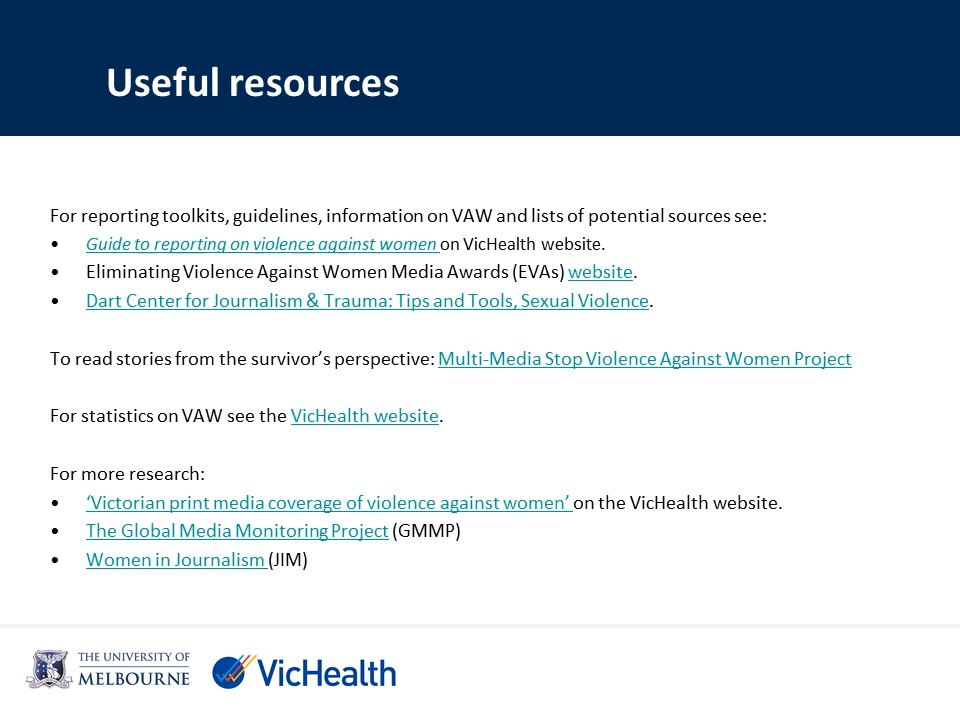 Useful resources
For reporting toolkits, guidelines, information on VAW and lists of potential sources see:
• Guide to reporting on violence against women on VicHealth website.
• Eliminating Violence Against Women Media Awards (EVAs) website.
• Dart Center for Journalism & Trauma: Tips and Tools, Sexual Violence.
To read stories from the survivor’s perspective: Multi-Media Stop Violence Against Women Project
For statistics on VAW see the VicHealth website.
For more research:
• ‘Victorian print media coverage of violence against women’ on the VicHealth website.
• The Global Media Monitoring Project (GMMP)
• Women in Journalism (JIM)
THE UNIVERSITY OF
MELBOURNE
VicHealth